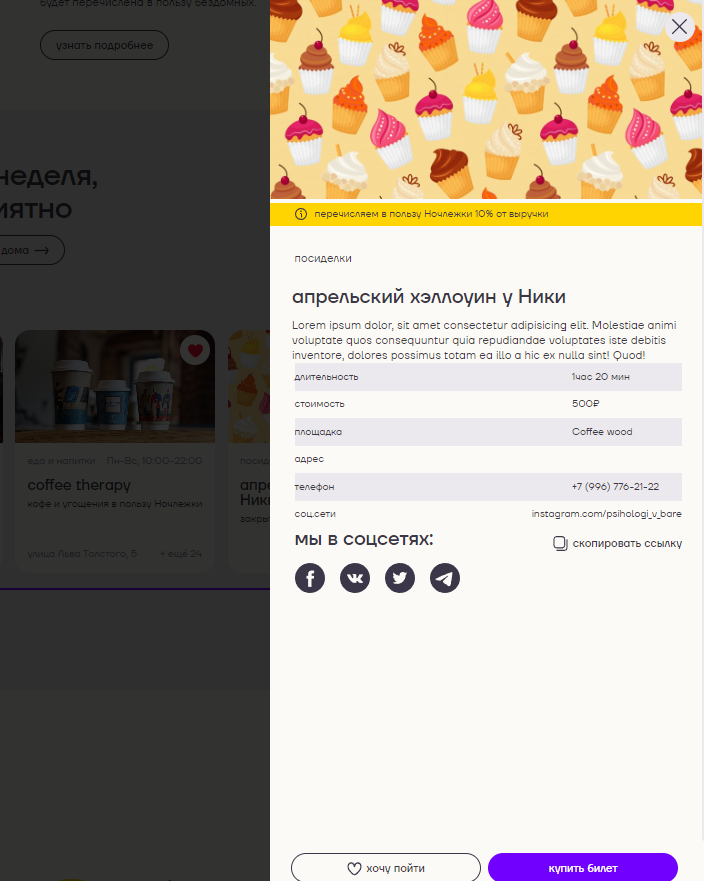 будет перечислена в пользу бездомных.
узнать подробнее
неделя,
иятно
дома →
еда и напитки Пн-Вс, 10:00-22:00
coffee therapy
кафе и угощения в пользу Ночлежки
улица Льва Толстого, 5 + ещё 24
посид
апре
Ники
закры
перечисляем в пользу Ночлежки 10% от выручки
посиделки
апрельский хэллоуин у Ники
Lorem ipsum dolor, sit amet consectetur adipisicing elit. Molestiae animi
voluptate quos consequuntur quia repudiandae voluptates iste debitis
inventore, dolores possimus totam ea illo a hic ex nulla sint! Quod!
длительность 1час 20 мин
стоимость 500₽
площадка Coffee wood
адрес
телефон +7 (996) 776-21-22
соц.сети instagram.com/psihologi_v_bare
мы в соцсетях: скопировать ссылку
хочу пойти купить билет